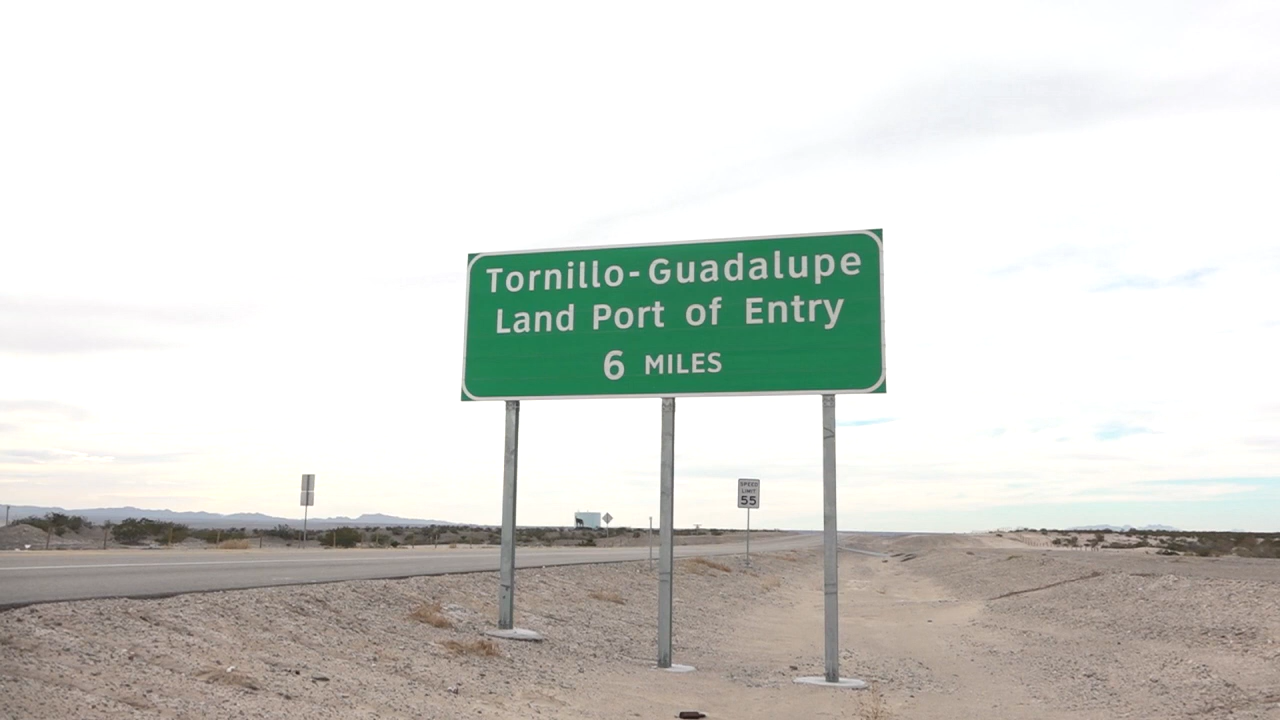 Tornillo-Guadalupe
Land Port of Entry
6 MILES
SPEED
LIMIT
55